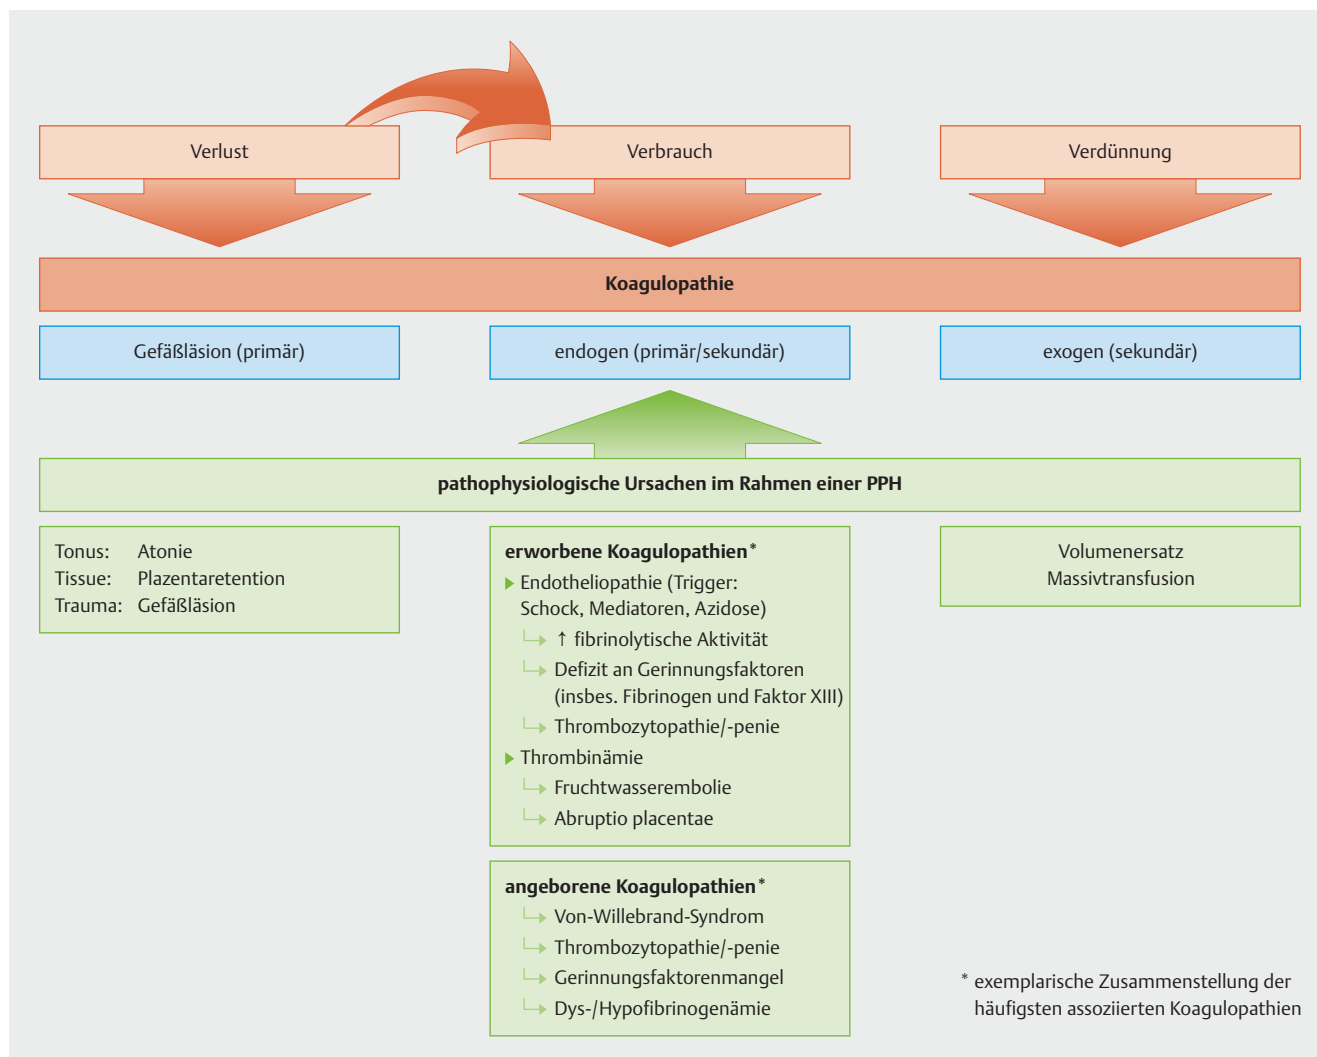 Verlust
Verbrauch
Verdünnung
Koagulopathie
Gefäßläsion (primär)
endogen (primär/sekundär)
exogen (sekundär)
pathophysiologische Ursachen im Rahmen einer PPH
Tonus: Atonie
Tissue: Plazentaretention
Trauma: Gefäßläsion
erworbene Koagulopathien*
Endotheliopathie (Trigger:
Schock, Mediatoren, Azidose)
↑ fibrinolytische Aktivität
Defizit an Gerinnungsfaktoren
(insbes. Fibrinogen und Faktor XIII)
Thrombozytopathie/-penie
Thrombinämie
Fruchtwasserembolie
Abruptio placentae
angeborene Koagulopathien*
Von-Willebrand-Syndrom
Thrombozytopathie/-penie
Gerinnungsfaktorenmangel
Dys-/Hypofibrinogenämie
Volumenersatz
Massivtransfusion
* exemplarische Zusammenstellung der
häufigsten assoziierten Koagulopathien